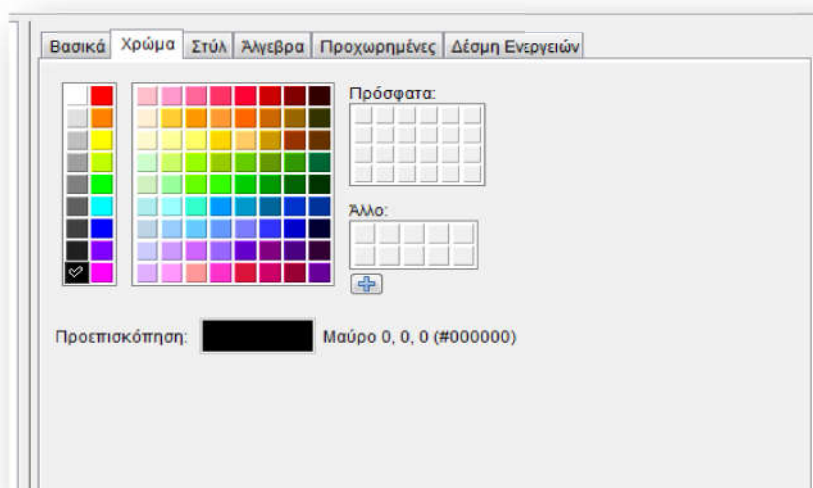 Βασικά Χρώμα Στύλ Άλγεβρα Προχωρημένες Δέσμη Ενεργειών
Πρόσφατα:
Άλλο:
Προεπισκόπηση: Μαύρο 0, 0, 0 (#000000)